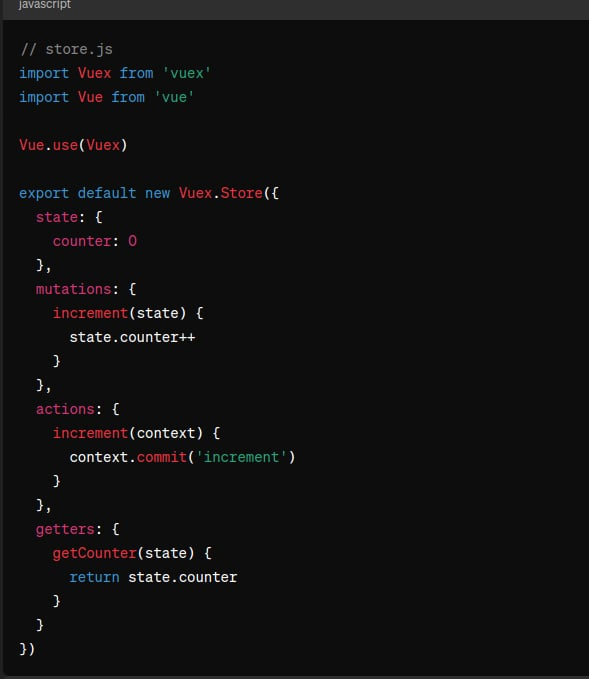 javascript
// store.js
import Vuex from 'vuex'
import Vue from 'vue'
Vue.use(Vuex)
export default new Vuex.Store({
  state: {
    counter: 0
  },
  mutations: {
    increment(state) {
      state.counter++
    }
  },
  actions: {
    increment(context) {
      context.commit('increment')
    }
  },
  getters: {
    getCounter(state) {
      return state.counter
    }
  }
})